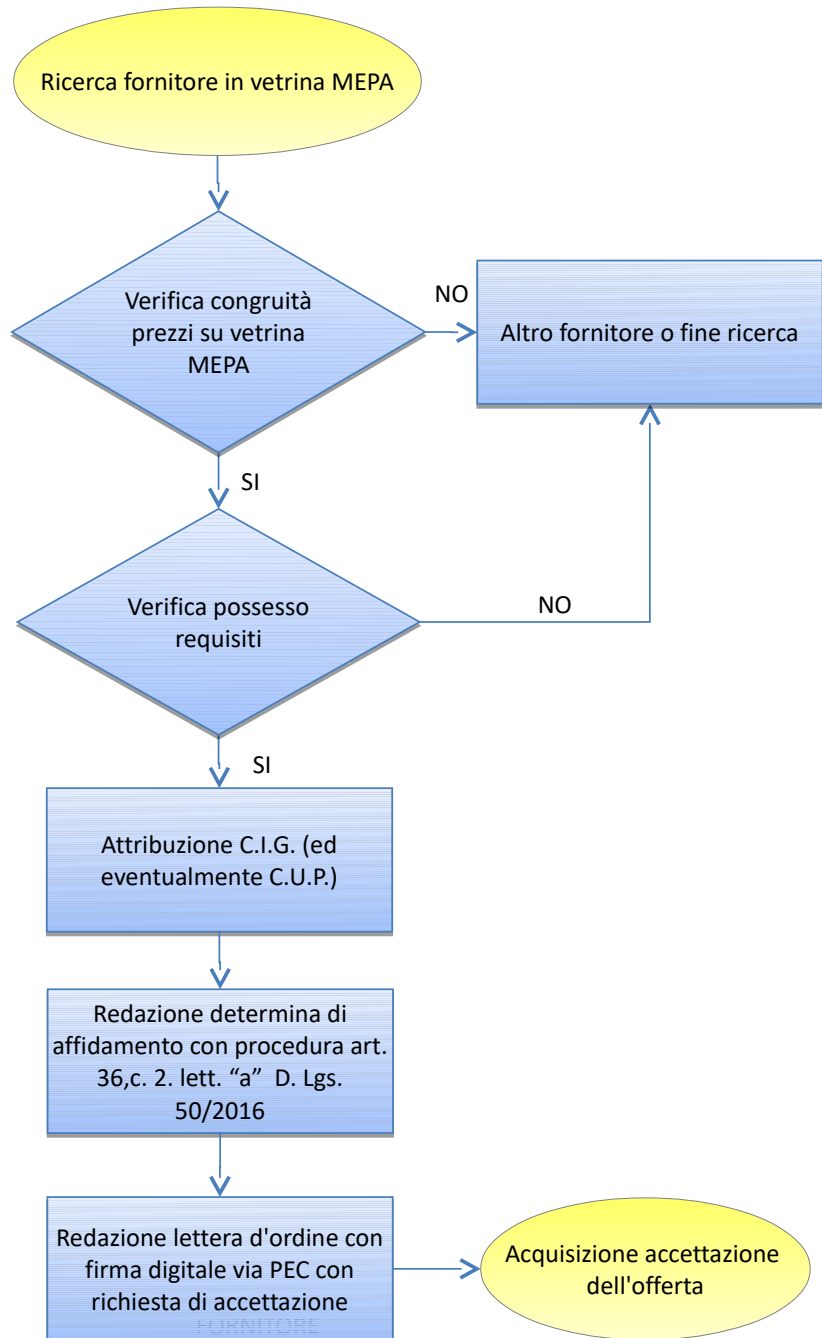 Ricerca fornitore in vetrina MEPA
Verifica congruità
prezzi su vetrina
MEPA
NO
Altro fornitore o fine ricerca
SI
Verifica possesso
requisiti
NO
SI
Attribuzione C.I.G. (ed
eventualmente C.U.P.)
Redazione determina di
affidamento con procedura art.
36,c. 2. lett. “a”  D. Lgs.
50/2016
Redazione lettera d'ordine con
firma digitale via PEC con
richiesta di accettazione
FORNITORE
Acquisizione accettazione
dell'offerta